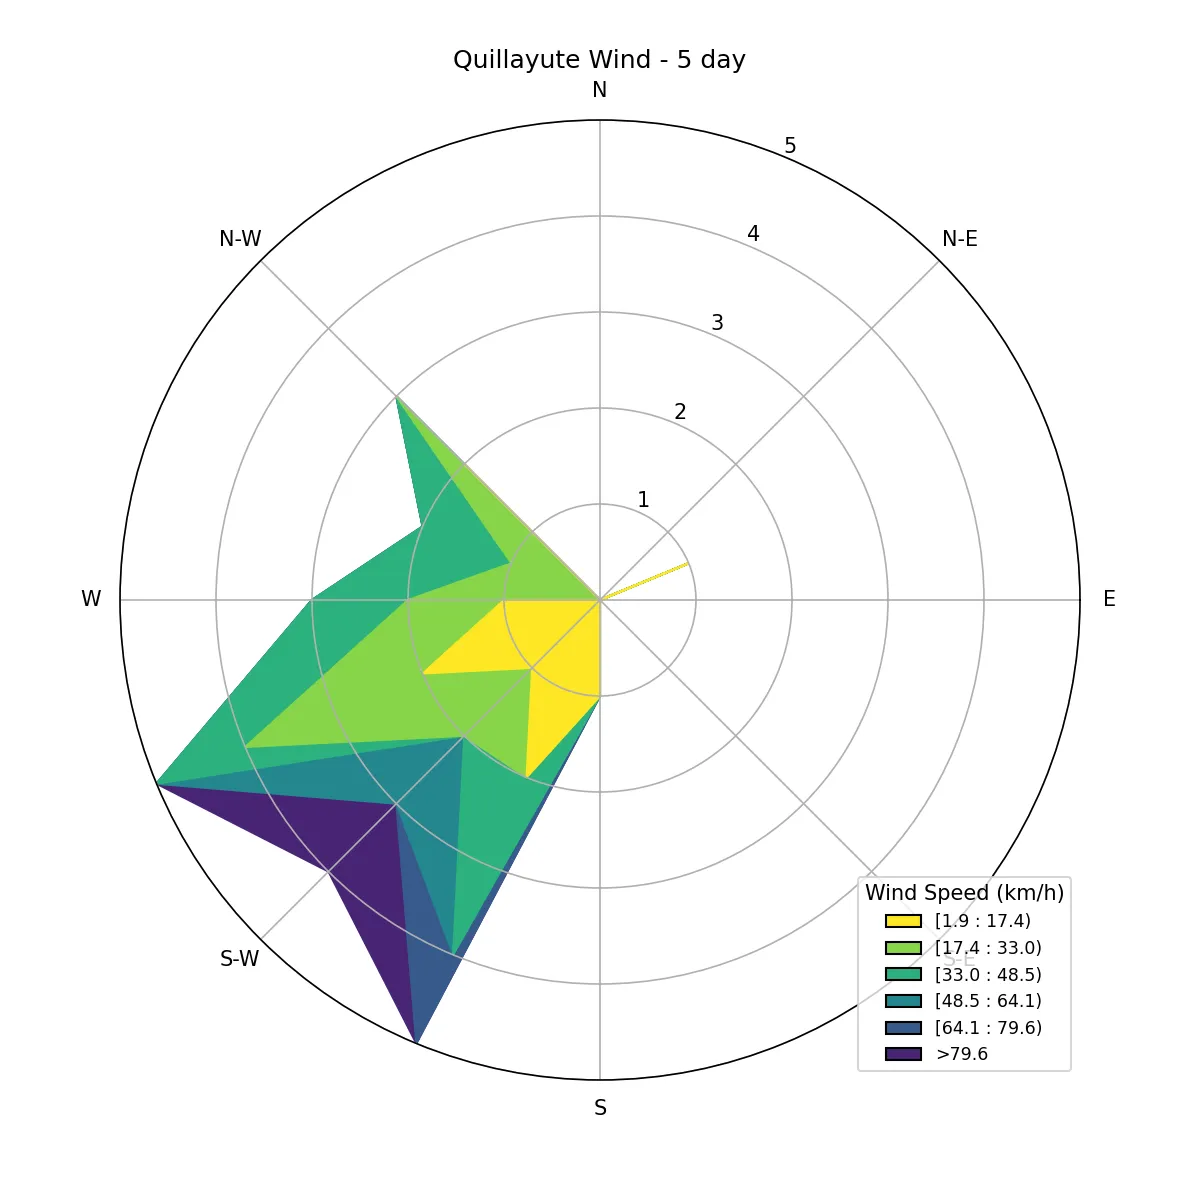 Quillayute Wind - 5 day
N
5
N-W
N-E
4
3
2
1
W
E
Wind Speed (km/h)
[1.9 : 17.4)
[17.4 : 33.0)
S-W
S-E
[33.0 : 48.5)
[48.5 : 64.1)
[64.1 : 79.6)
>79.6
S